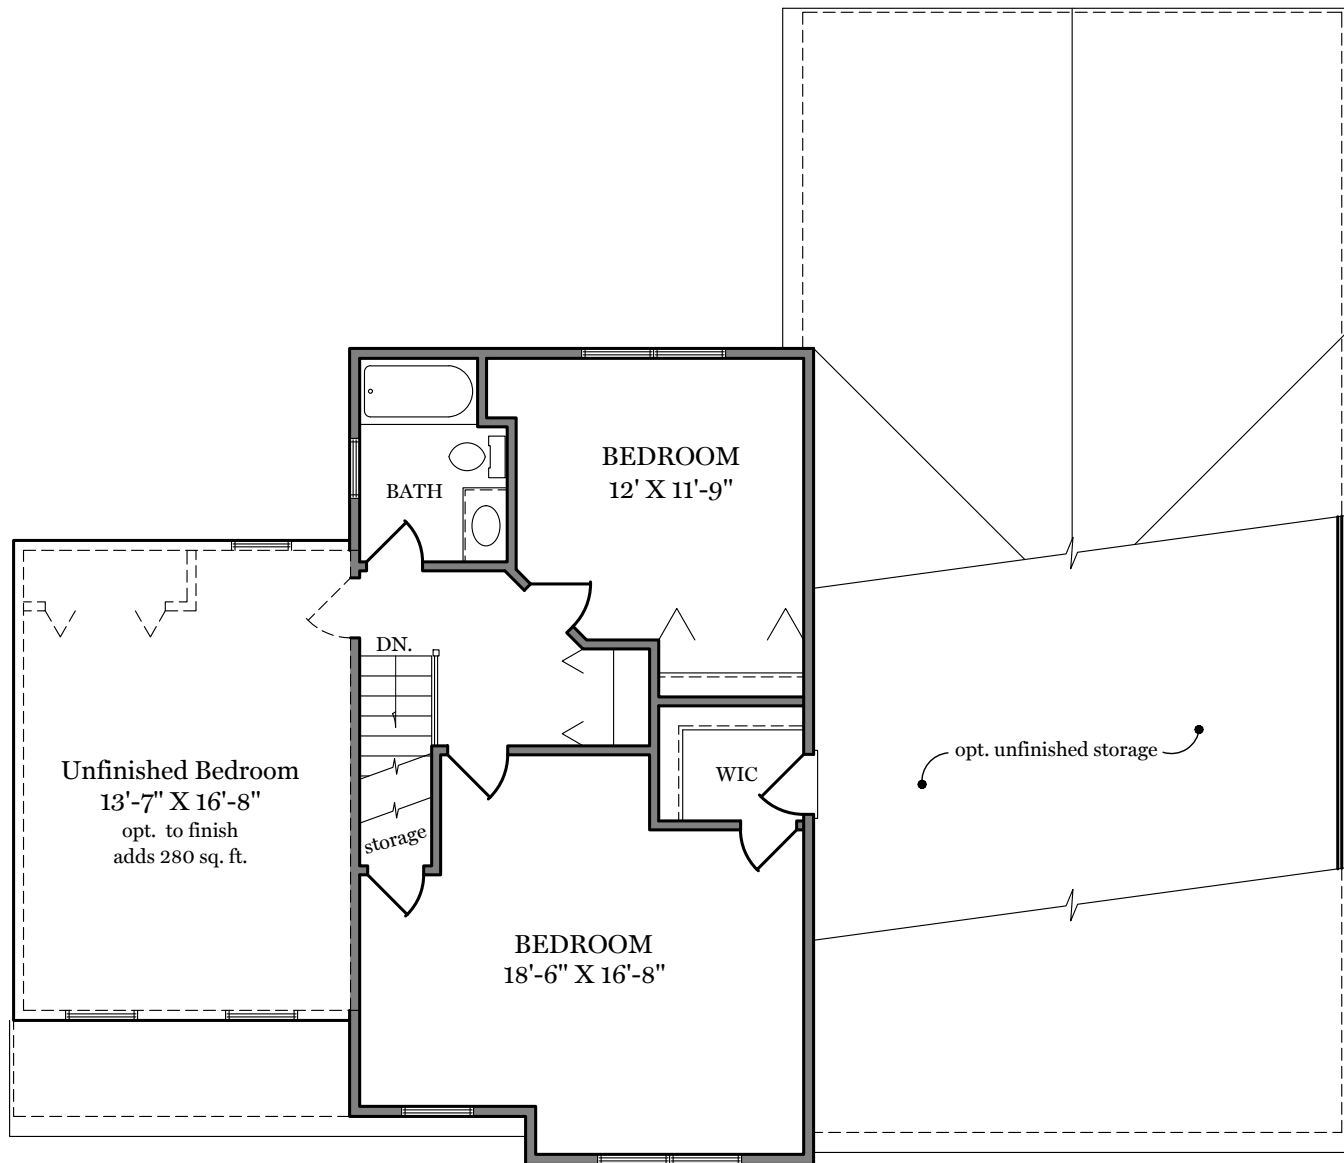 BEDROOM
12' X 11'-9"
BATH
DN.
opt. unfinished storage
WIC
Unfinished Bedroom
13'-7" X 16'-8"
opt. to finish
adds 280 sq. ft.
storage
BEDROOM
18'-6" X 16'-8"